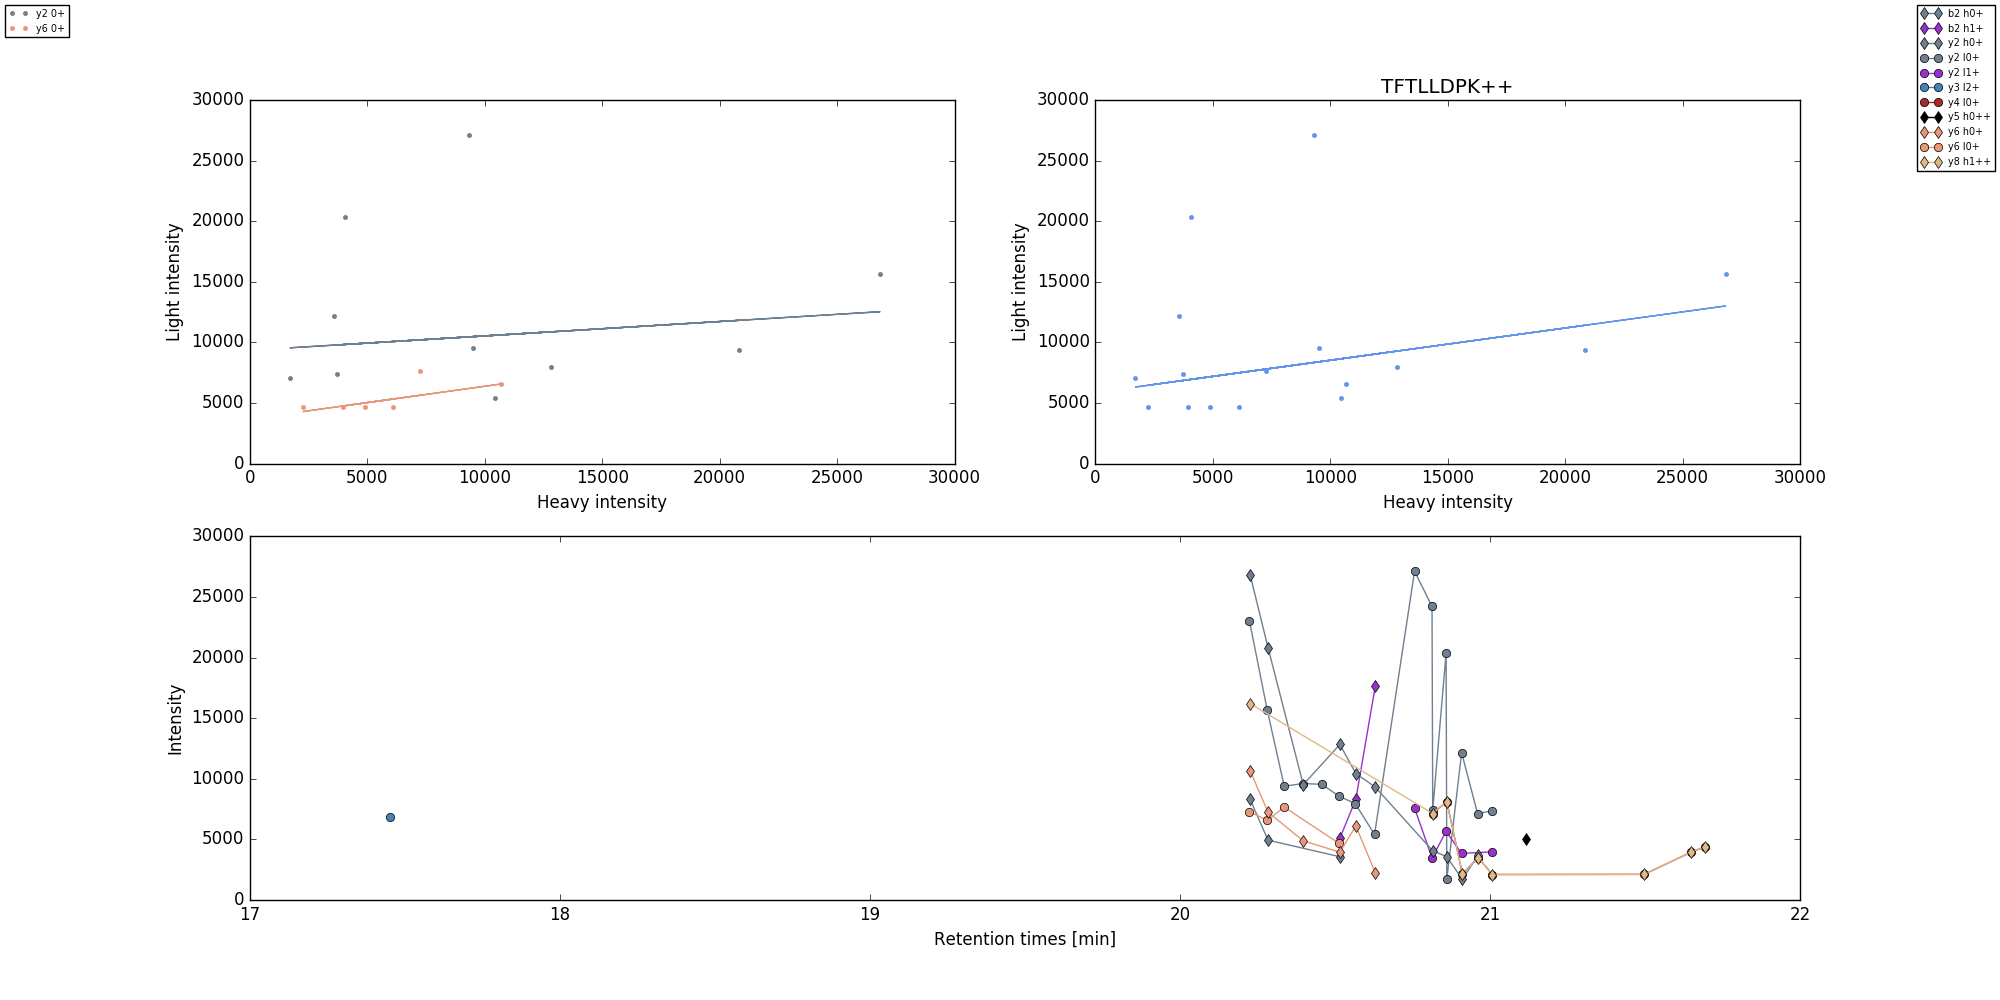 y2 0+
y6 0+
b2 h0+
b2 h1+
y2 h0+
y2 l0+
y2 l1+
y3 l2+
y4 l0+
y5 h0++
y6 h0+
y6 l0+
y8 h1++
30000
25000
20000
15000
10000
5000
0
Light intensity
0 5000 10000 15000 20000 25000 30000
Heavy intensity
TFTLLDPK++
30000
25000
20000
15000
10000
5000
0
Light intensity
0 5000 10000 15000 20000 25000 30000
Heavy intensity
30000
25000
20000
15000
10000
5000
0
Intensity
17 18 19 20 21 22
Retention times [min]